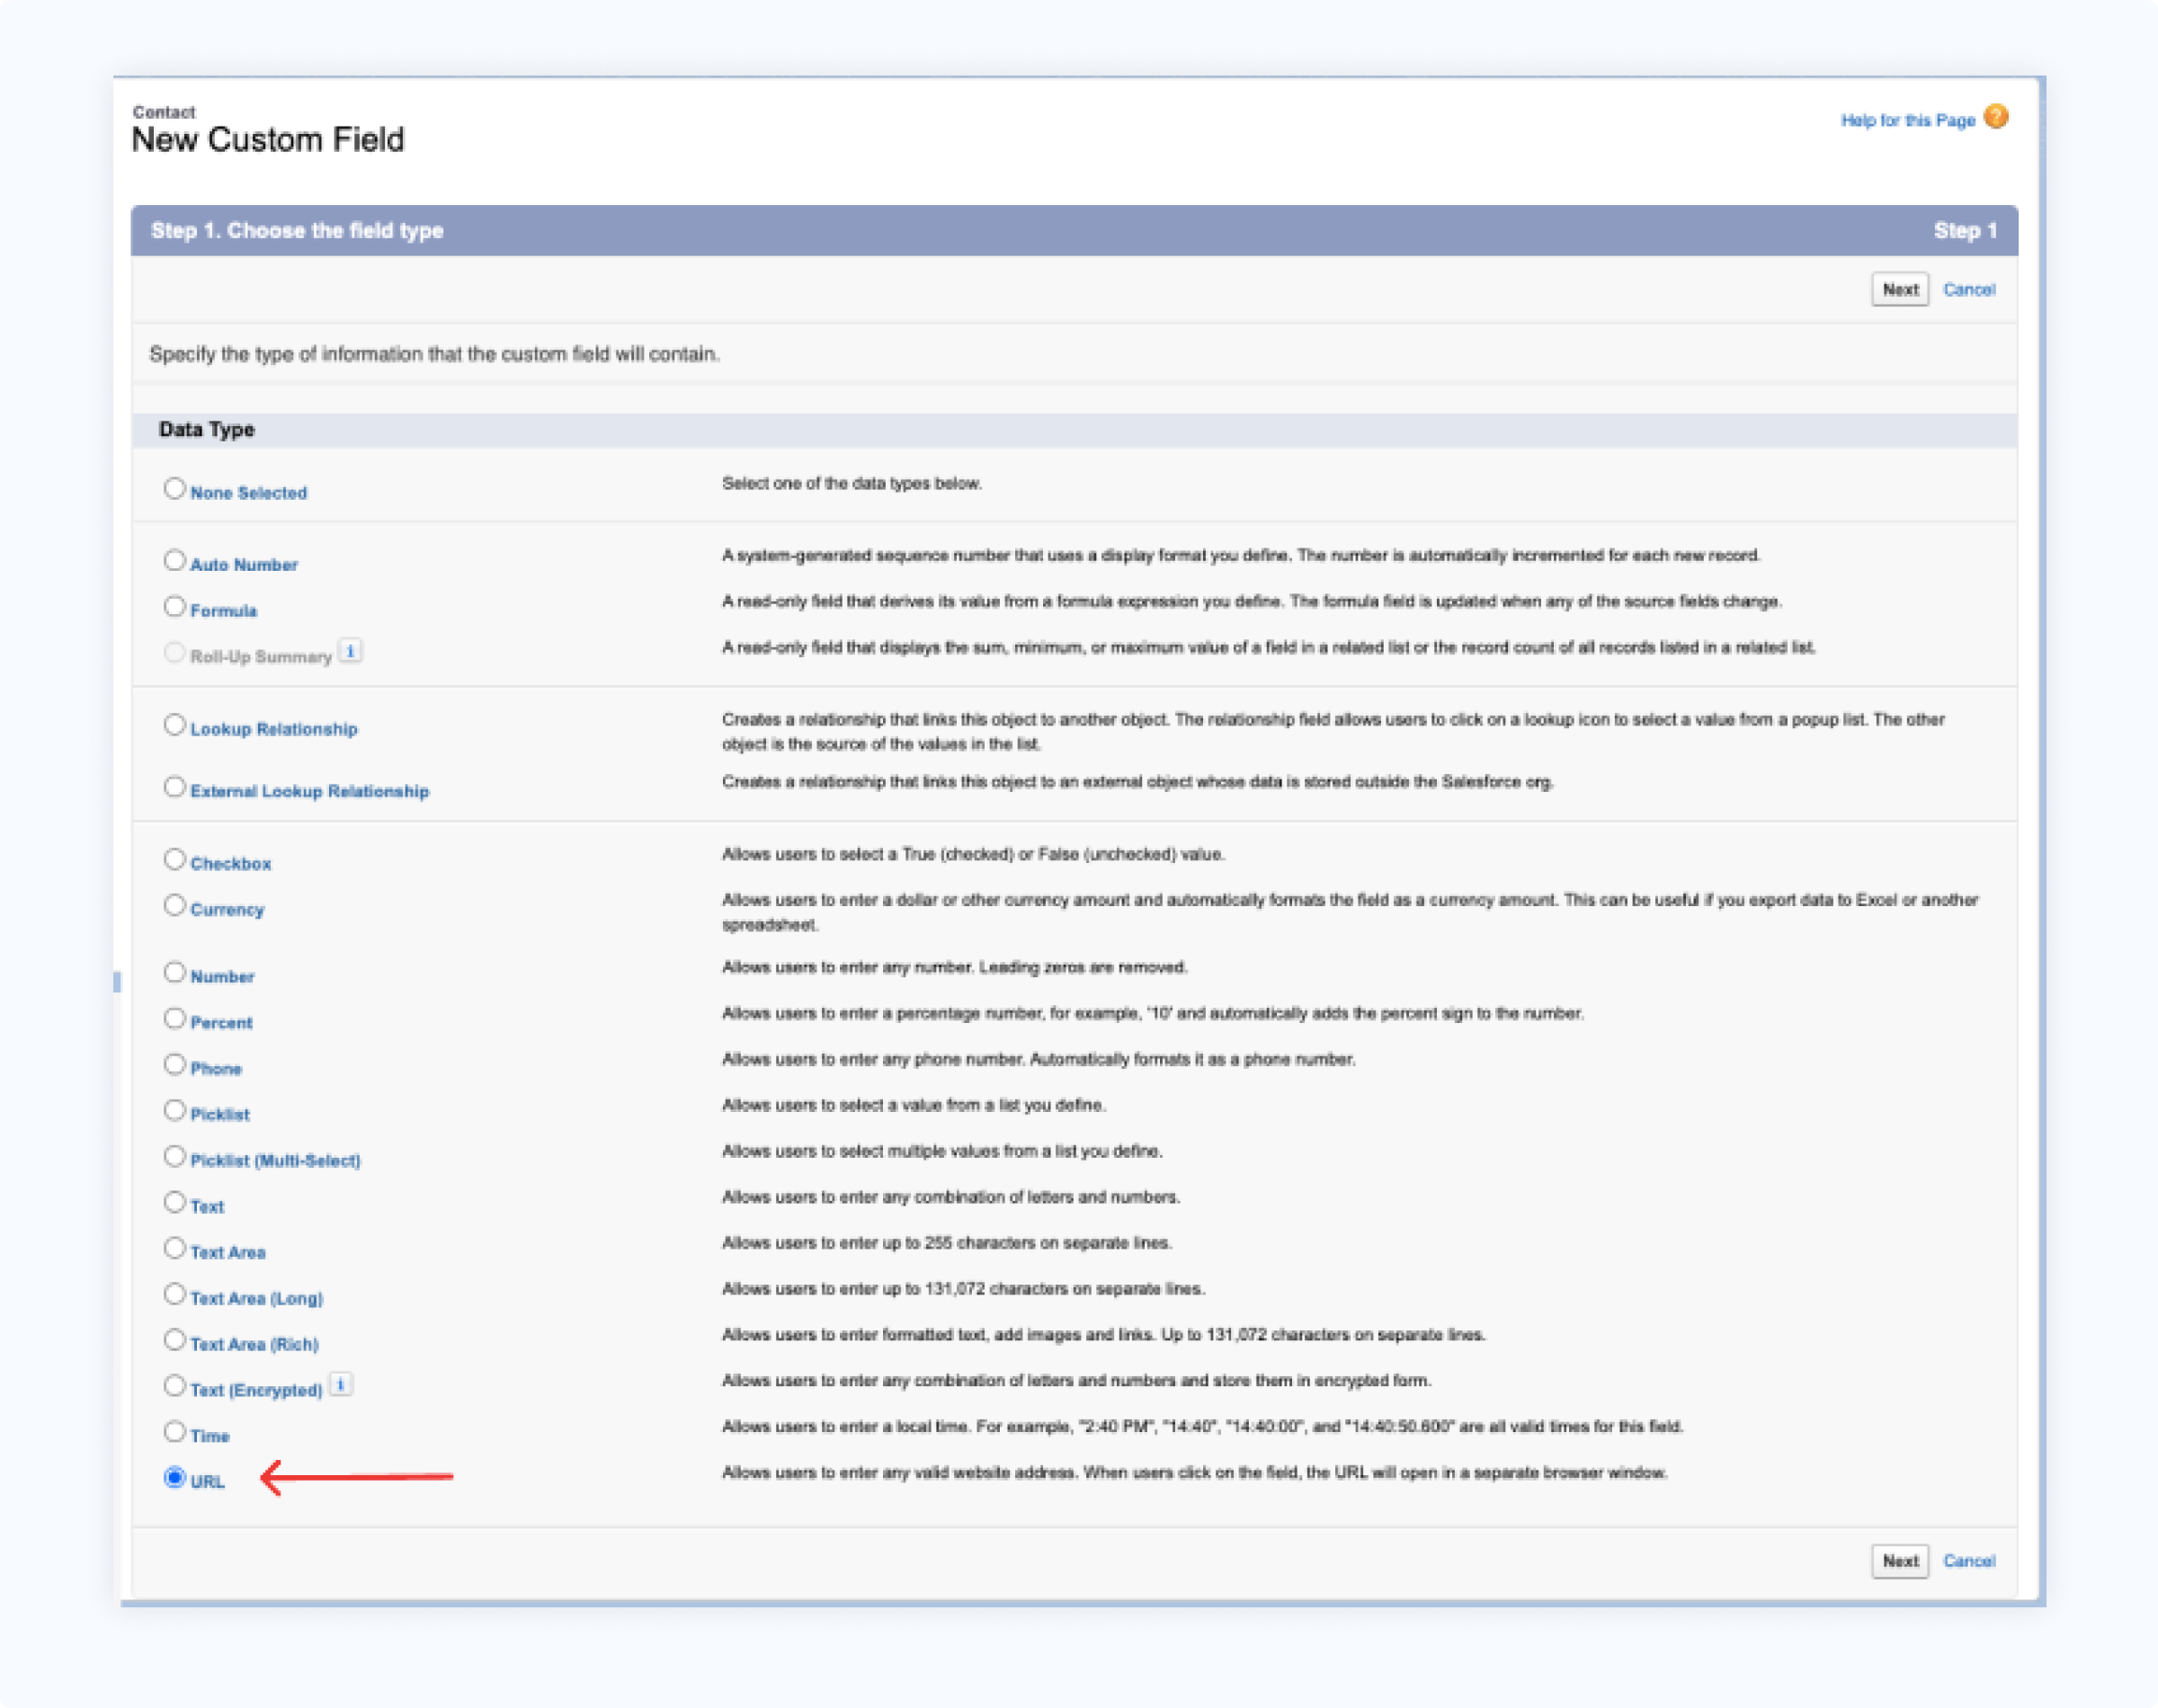 Contact
New Custom Field
Help for this Page ?
Step 1. Choose the field type
Step 1
Next Cancel
Specify the type of information that the custom field will contain.
Data Type
None Selected
Select one of the data types below.
Auto Number
A system-generated sequence number that uses a display format you define. The number is automatically incremented for each new record.
Formula
A read-only field that derives its value from a formula expression you define. The formula field is updated when any of the source fields change.
Roll-Up Summary i
A read-only field that displays the sum, minimum, or maximum value of a field in a related list or the record count of all records listed in a related list.
Lookup Relationship
Creates a relationship that links this object to another object. The relationship field allows users to click on a lookup icon to select a value from a popup list. The other
object is the source of the values in the list.
External Lookup Relationship
Creates a relationship that links this object to an external object whose data is stored outside the Salesforce org.
Checkbox
Allows users to select a True (checked) or False (unchecked) value.
Currency
Allows users to enter a dollar or other currency amount and automatically formats the field as a currency amount. This can be useful if you export data to Excel or another
spreadsheet.
Number
Allows users to enter any number. Leading zeros are removed.
Percent
Allows users to enter a percentage number, for example, '10' and automatically adds the percent sign to the number.
Phone
Allows users to enter any phone number. Automatically formats it as a phone number.
Picklist
Allows users to select a value from a list you define.
Picklist (Multi-Select)
Allows users to select multiple values from a list you define.
Text
Allows users to enter any combination of letters and numbers.
Text Area
Allows users to enter up to 255 characters on separate lines.
Text Area (Long)
Allows users to enter up to 131,072 characters on separate lines.
Text Area (Rich)
Allows users to enter formatted text, add images and links. Up to 131,072 characters on separate lines.
Text (Encrypted) i
Allows users to enter any combination of letters and numbers and store them in encrypted form.
Time
Allows users to enter a local time. For example, "2:40 PM", "14:40", "14:40:00", and "14:40:50.600" are all valid times for this field.
URL
Allows users to enter any valid website address. When users click on the field, the URL will open in a separate browser window.
Next Cancel